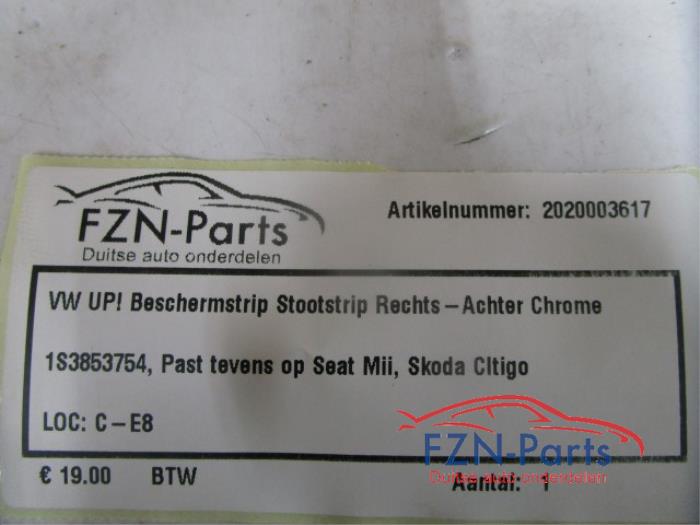 FZN-Parts
Duitse auto onderdelen
Artikelnummer: 2020003617
VW UP! Beschermstrip Stootstrip Rechts-Achter Chrome
1S3853754, Past tevens op Seat Mii, Skoda CItigo
LOC: C-E8
€ 19.00 BTW
Aantal: 1
FZN-Parts
Duitse auto onderdelen